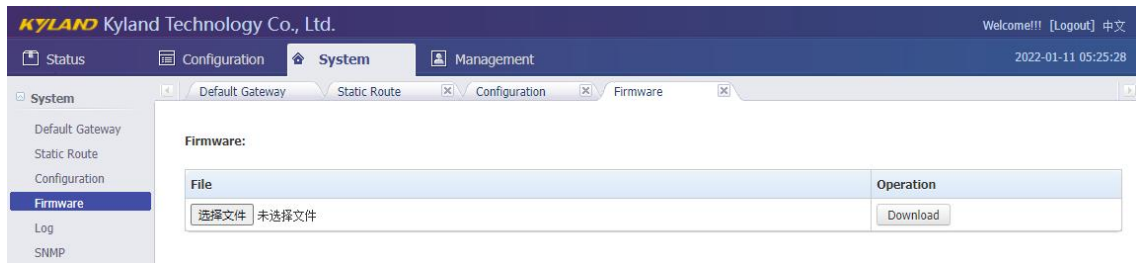 KYLAND Kyland Technology Co., Ltd. Welcome!!! [Logout] 中文
Status Configuration System Management 2022-01-11 05:25:28
System Default Gateway Static Route Configuration Firmware
Default Gateway
Static Route
Configuration
Firmware
Log
SNMP
Firmware:
File Operation
选择文件 未选择文件 Download